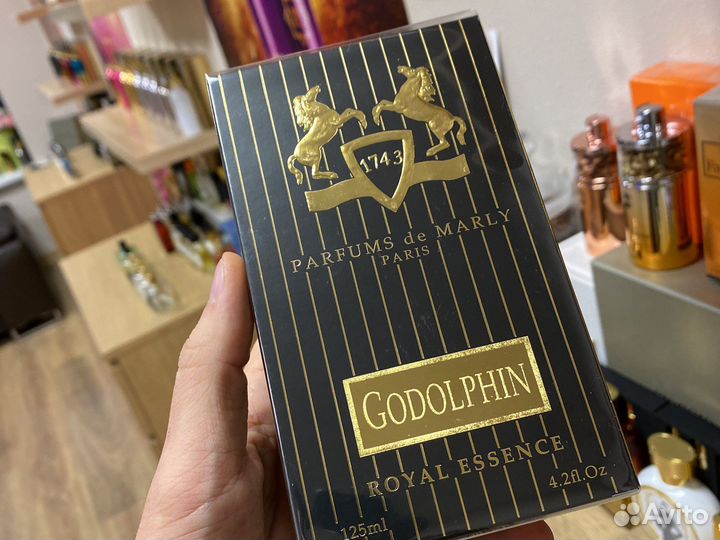 1743
PARFUMS de MARLY
PARIS
GODOLPHIN
ROYAL ESSENCE
125ml
4.2fl.Oz
Avito